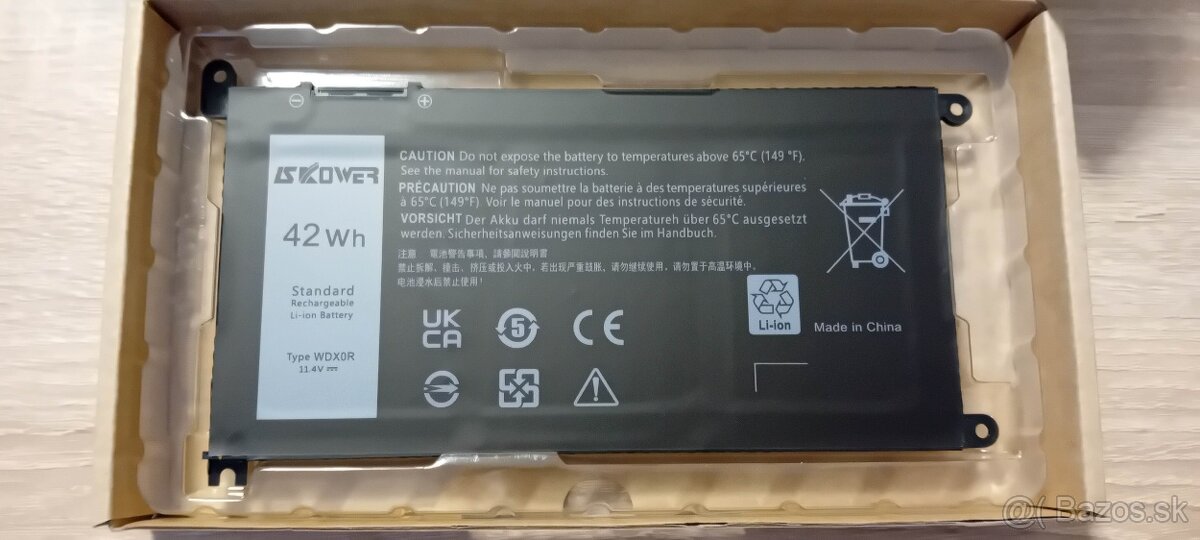 ISKOWER
42 Wh
Standard
Rechargeable
Li-ion Battery
Type WDX0R
11.4V ⎓
CAUTION Do not expose the battery to temperatures above 65°C (149 °F).
See the manual for safety instructions.
PRÉCAUTION Ne pas soumettre la batterie à des temperatures supérieures
à 65°C (149°F). Voir le manuel pour des instructions de sécurité.
VORSICHT Der Akku darf niemals Temperatureh über 65°C ausgesetzt
werden. Sicherheitsanweisungen finden Sie im Handbuch.
注意 電池警告事項、請參閱說明書
禁止拆解、撞击、挤压或投入火中，若出现严重鼓胀，请勿继续使用，请勿置于高温环境中。
电池浸水后禁止使用！
UK
CA
5
CE
Li-ion
Made in China
Bazos.sk